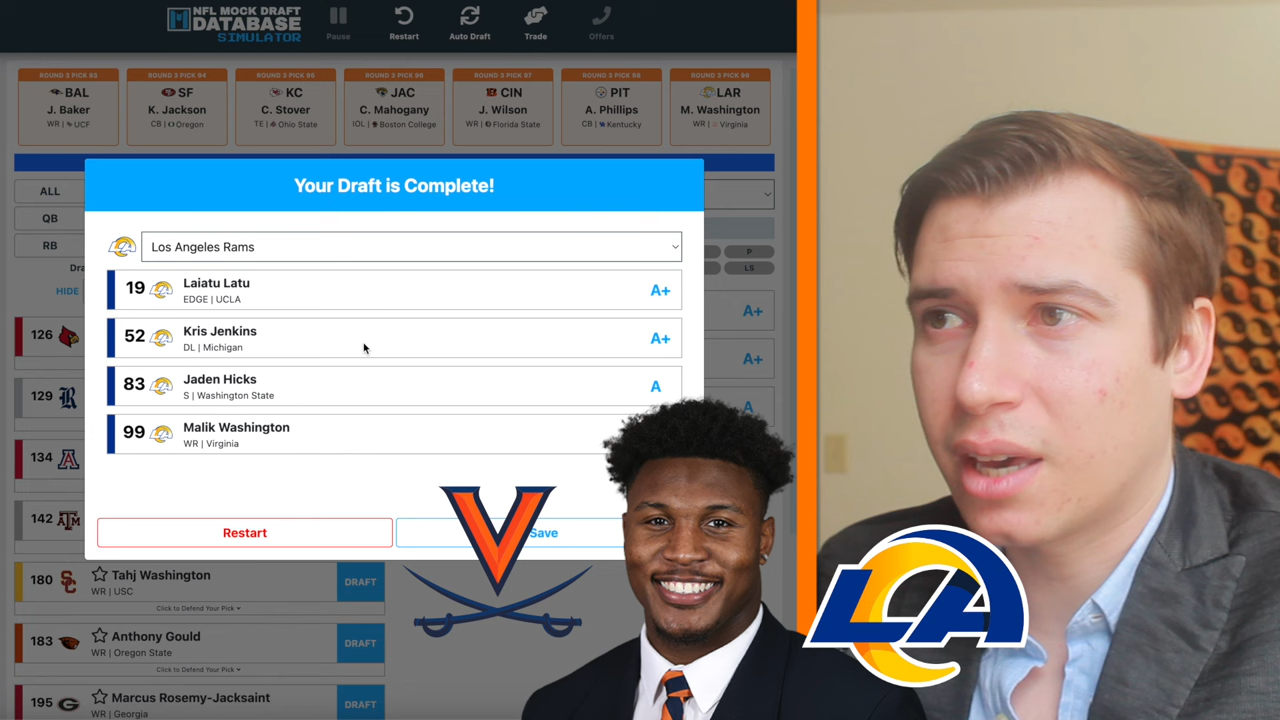 NFL MOCK DRAFT
DATABASE
SIMULATOR
Pause
Restart
Auto Draft
Trade
Offers
ROUND 3 PICK 93
BAL
J. Baker
WR | UCF
ROUND 3 PICK 94
SF
K. Jackson
CB | Oregon
ROUND 3 PICK 95
KC
C. Stover
TE | Ohio State
ROUND 3 PICK 96
JAC
C. Mahogany
IOL | Boston College
ROUND 3 PICK 97
CIN
J. Wilson
WR | Florida State
ROUND 3 PICK 98
PIT
A. Phillips
CB | Kentucky
ROUND 3 PICK 99
LAR
M. Washington
WR | Virginia
ALL
QB
RB
HIDE
P
LS
Your Draft is Complete!
Los Angeles Rams
19
Laiatu Latu
EDGE | UCLA
A+
52
Kris Jenkins
DL | Michigan
A+
83
Jaden Hicks
S | Washington State
A
99
Malik Washington
WR | Virginia
Restart
Save
A+
A+
A
126
129
134
142
180
Tahj Washington
WR | USC
DRAFT
Click to Defend Your Pick
183
Anthony Gould
WR | Oregon State
DRAFT
Click to Defend Your Pick
195
Marcus Rosemy-Jacksaint
WR | Georgia
DRAFT
V
LA